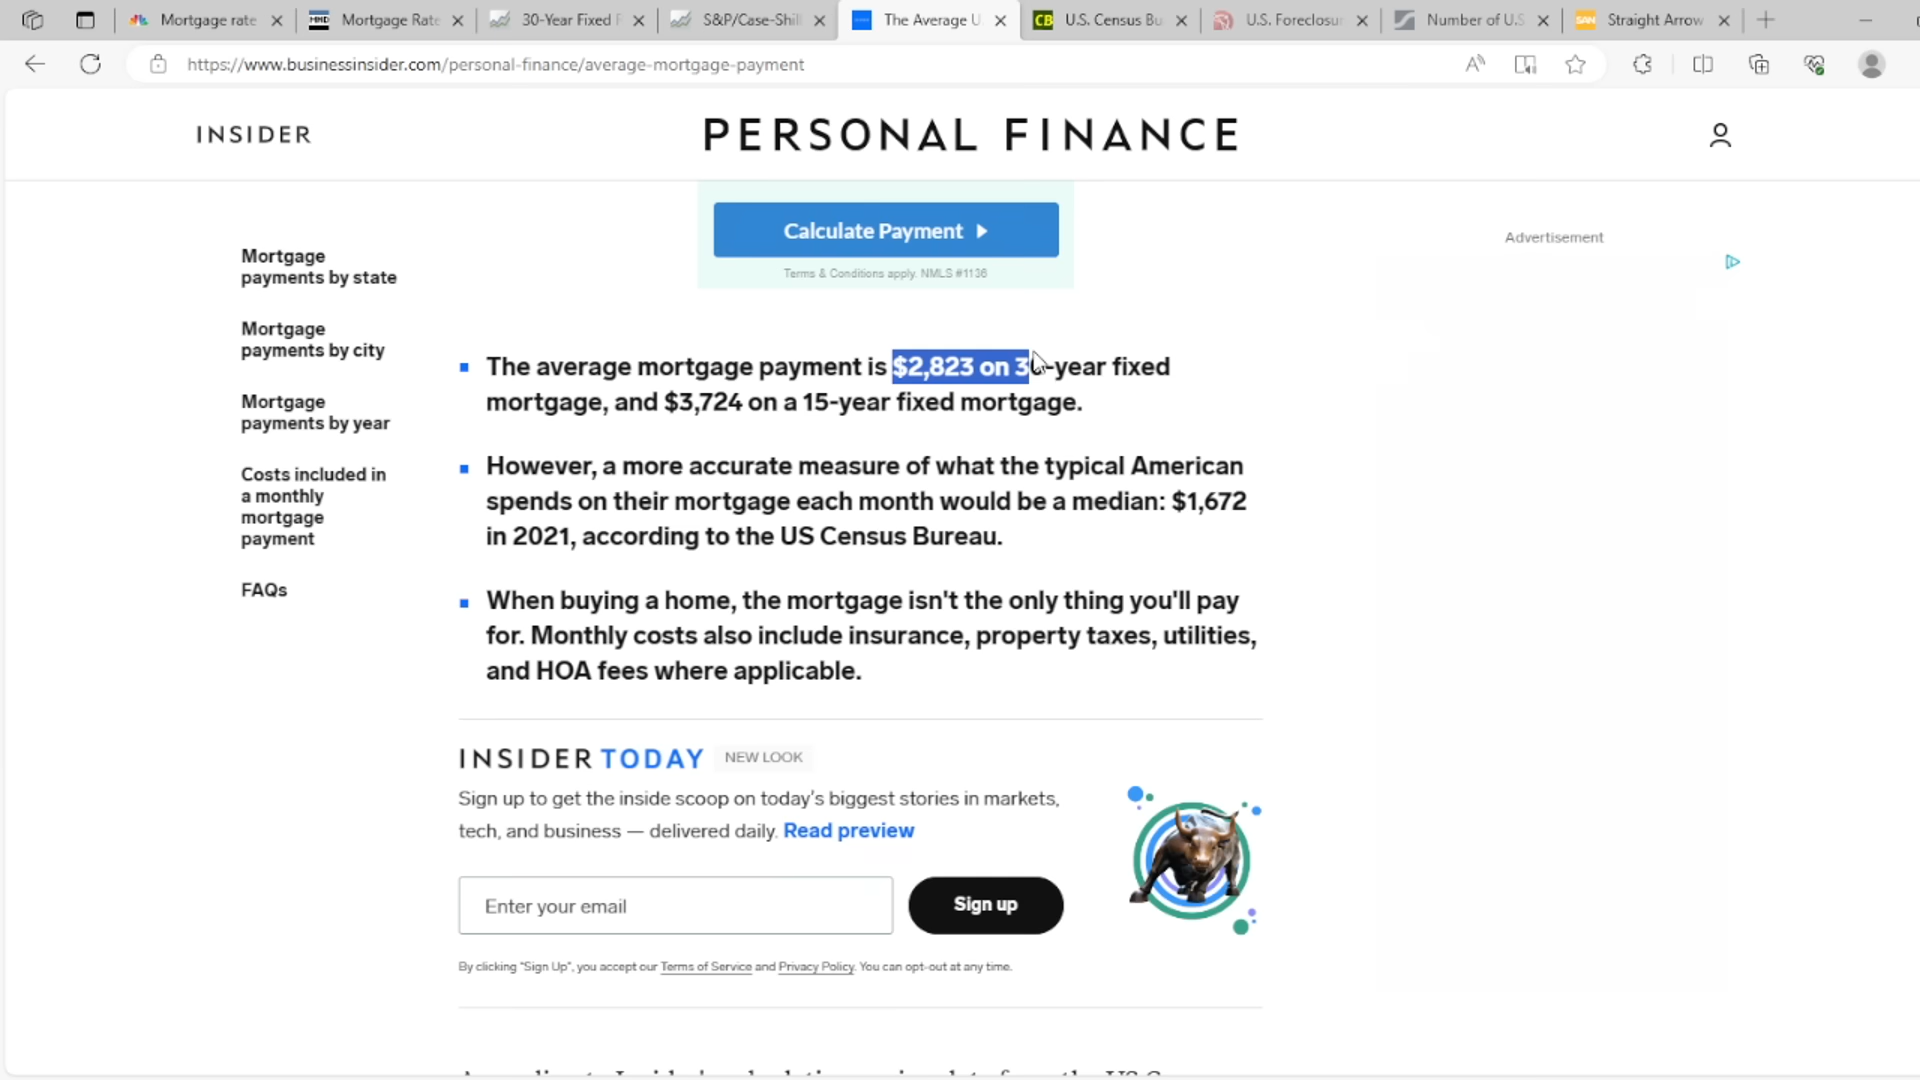 Mortgage rate
MND Mortgage Rate
30-Year Fixed F
S&P/Case-Shill
The Average U
CB U.S. Census Bu
U.S. Foreclosur
Number of U.S
SAN Straight Arrow
https://www.businessinsider.com/personal-finance/average-mortgage-payment
INSIDER
PERSONAL FINANCE
Calculate Payment
Terms & Conditions apply. NMLS #1136
Advertisement
Mortgage
payments by state
Mortgage
payments by city
Mortgage
payments by year
Costs included in
a monthly
mortgage
payment
FAQs
The average mortgage payment is $2,823 on 30-year fixed
mortgage, and $3,724 on a 15-year fixed mortgage.
However, a more accurate measure of what the typical American
spends on their mortgage each month would be a median: $1,672
in 2021, according to the US Census Bureau.
When buying a home, the mortgage isn't the only thing you'll pay
for. Monthly costs also include insurance, property taxes, utilities,
and HOA fees where applicable.
INSIDER TODAY NEW LOOK
Sign up to get the inside scoop on today's biggest stories in markets,
tech, and business — delivered daily. Read preview
Enter your email
Sign up
By clicking "Sign Up", you accept our Terms of Service and Privacy Policy. You can opt-out at any time.